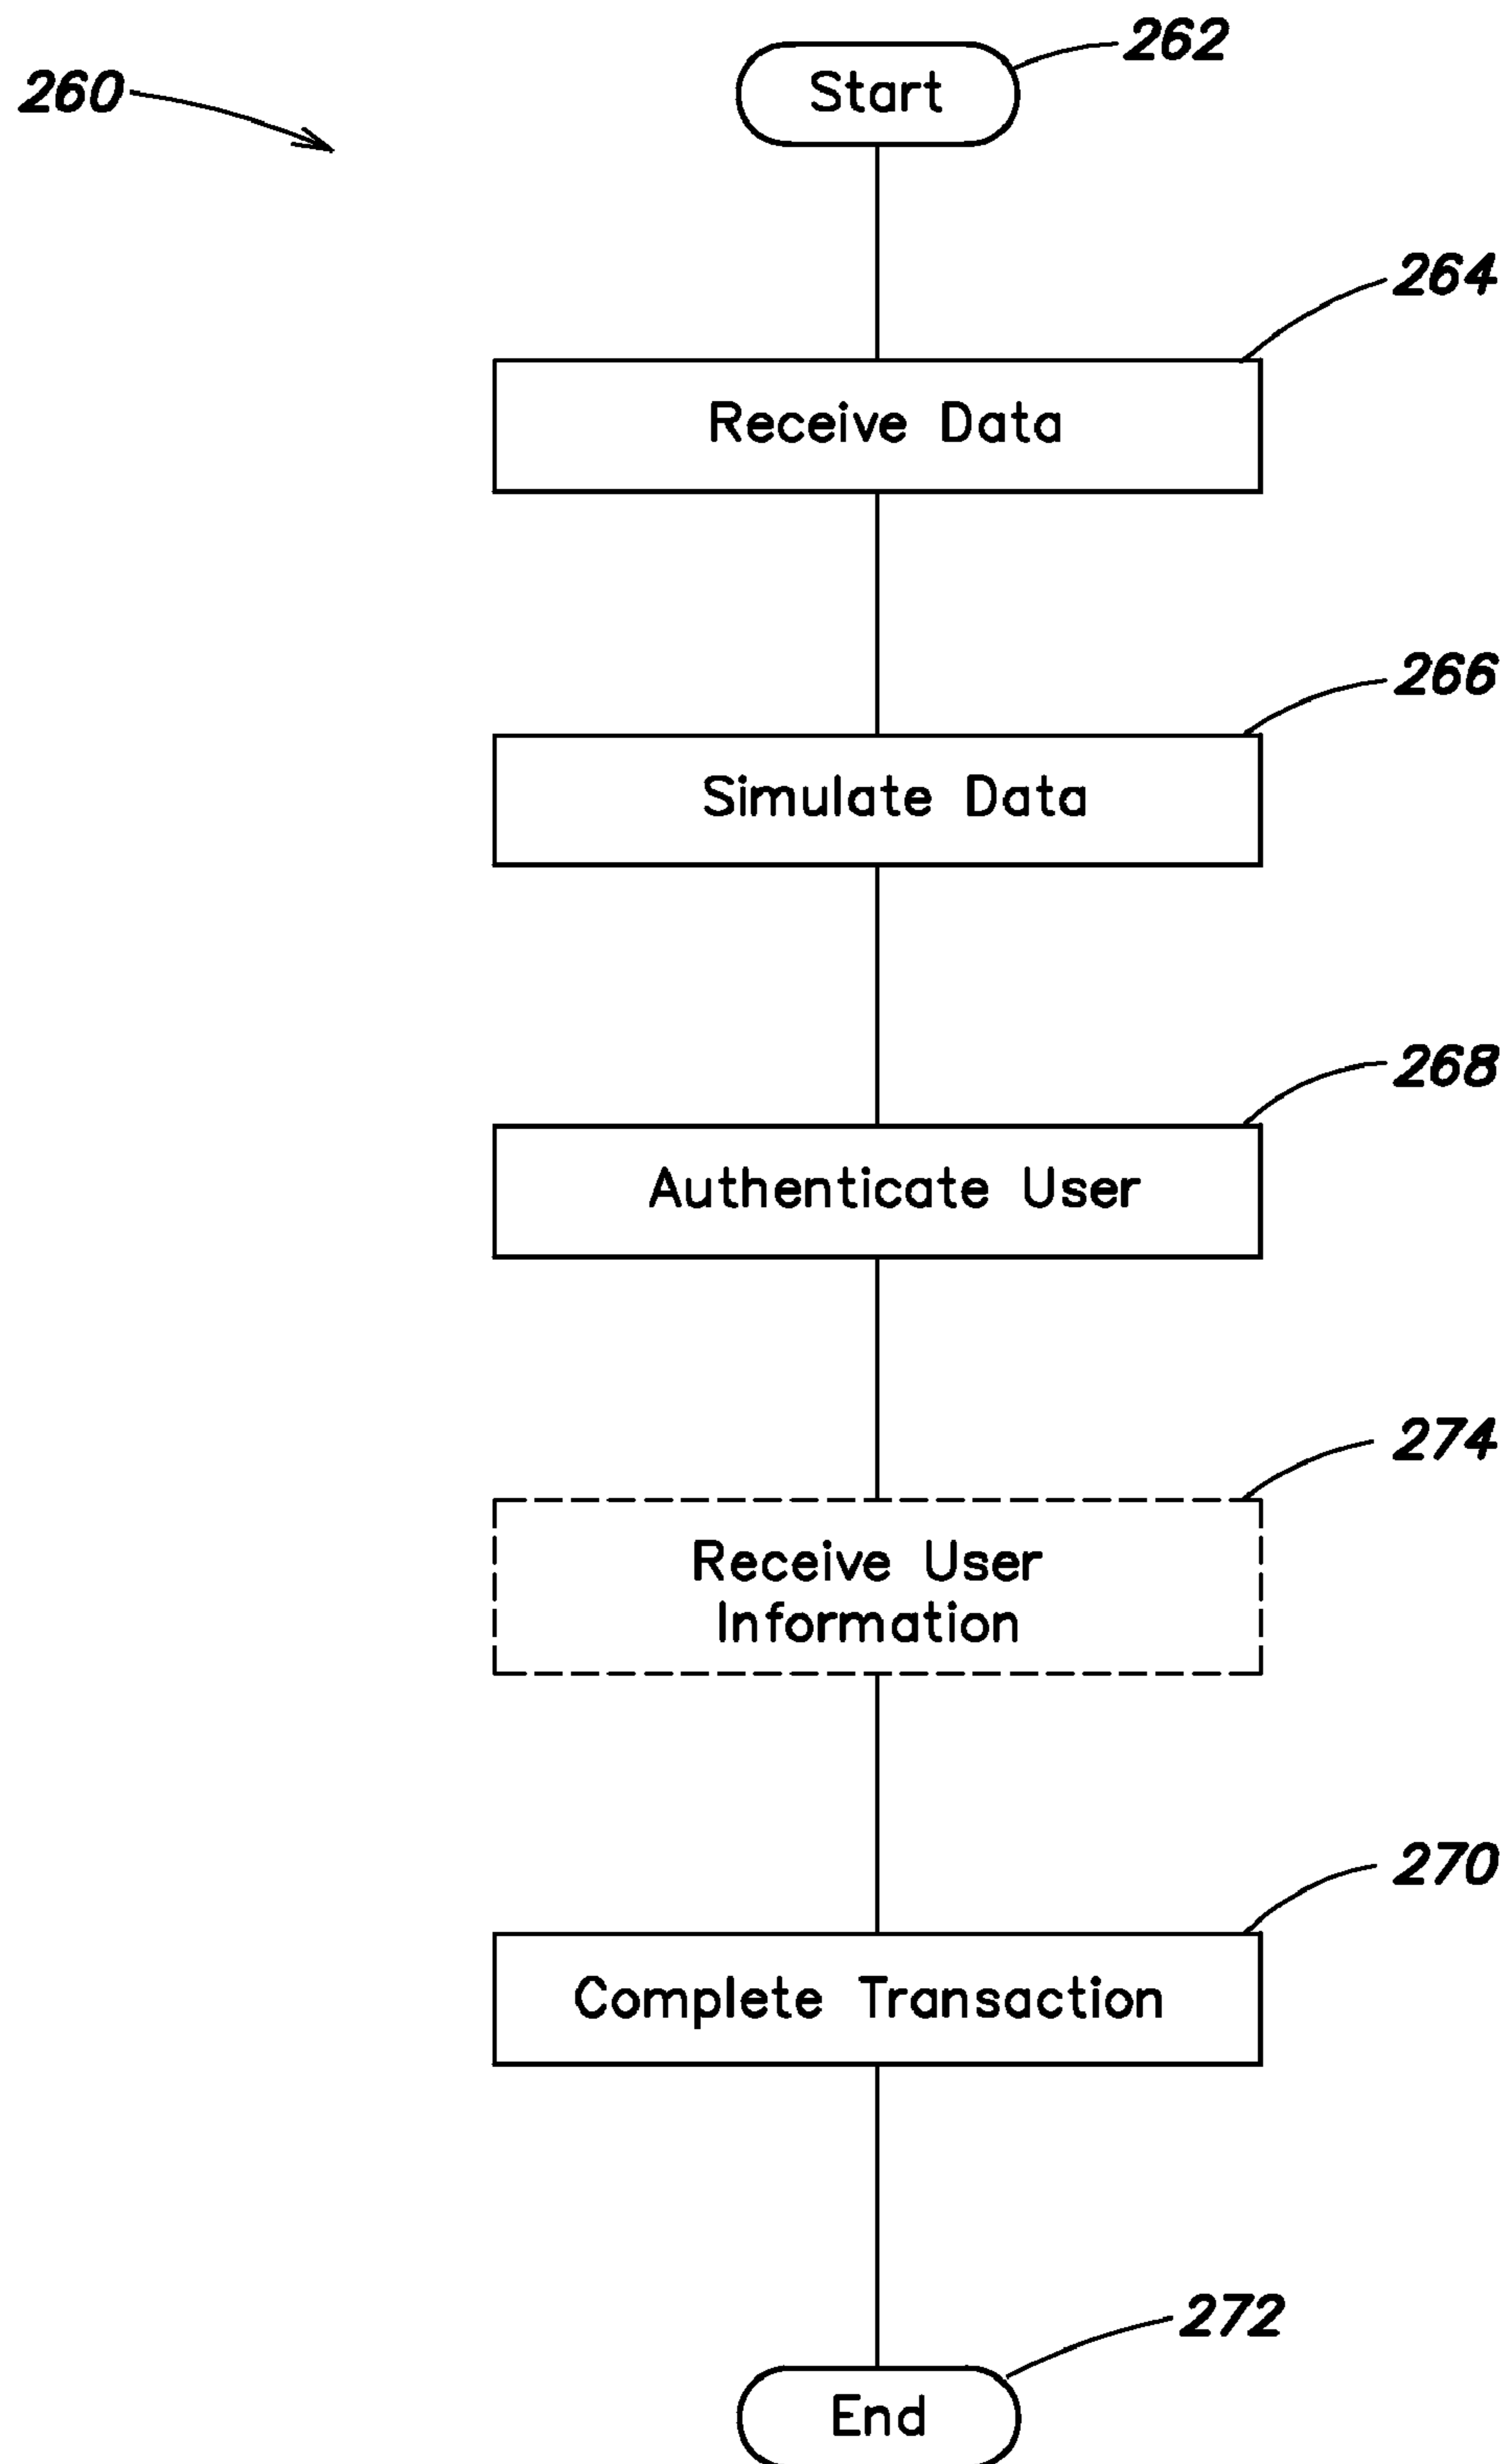 262
260
Start
264
Receive Data
266
Simulate Data
268
Authenticate User
274
Receive User
Information
270
Complete Transaction
272
End